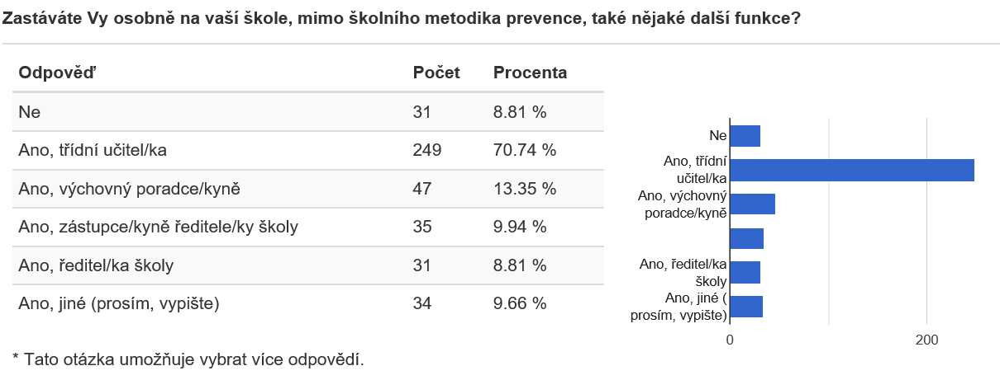 Zastáváte Vy osobně na vaší škole, mimo školního metodika prevence, také nějaké další funkce?
Odpověď Počet Procenta
Ne 31 8.81 %
Ano, třídní učitel/ka 249 70.74 %
Ano, výchovný poradce/kyně 47 13.35 %
Ano, zástupce/kyně ředitele/ky školy 35 9.94 %
Ano, ředitel/ka školy 31 8.81 %
Ano, jiné (prosím, vypište) 34 9.66 %
* Tato otázka umožňuje vybrat více odpovědí.
Ne
Ano, třídní
učitel/ka
Ano, výchovný
poradce/kyně
Ano, ředitel/ka
školy
Ano, jiné (
prosím, vypište)
0 200